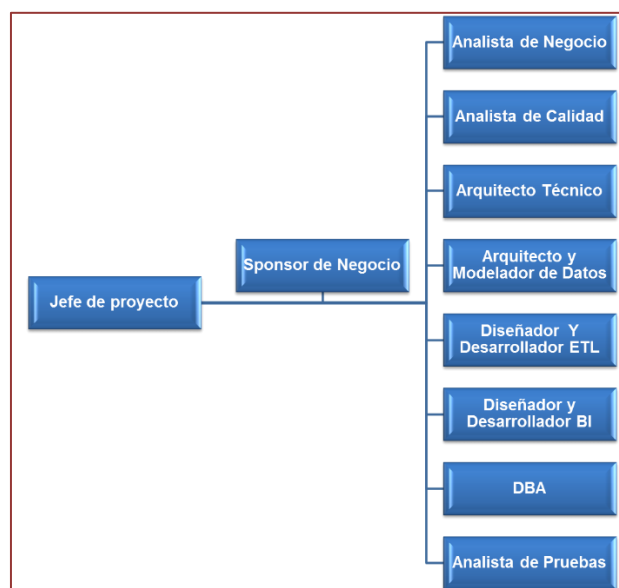 Jefe de proyecto
Sponsor de Negocio
Analista de Negocio
Analista de Calidad
Arquitecto Técnico
Arquitecto y
Modelador de Datos
Diseñador Y
Desarrollador ETL
Diseñador y
Desarrollador BI
DBA
Analista de Pruebas